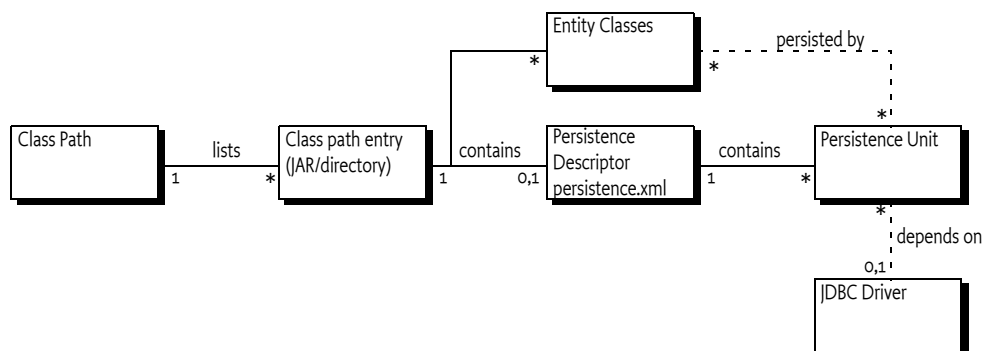 Entity Classes
persisted by
*
*
*
Class Path
lists
1
*
Class path entry
(JAR/directory)
contains
1
0,1
Persistence
Descriptor
persistence.xml
contains
1
*
Persistence Unit
*
depends on
0,1
JDBC Driver